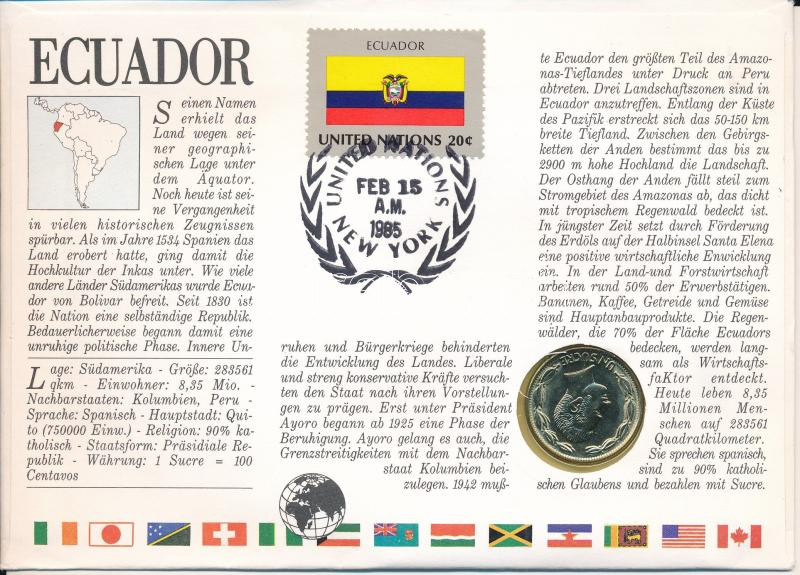 ECUADOR
Seinen Namen
erhielt das
Land wegen sei-
ner geographi-
schen Lage unter
dem Äquator.
Noch heute ist sei-
ne Vergangenheit
in vielen historischen Zeugnissen
spürbar. Als im Jahre 1534 Spanien das
Land erobert hatte, ging damit die
Hochkultur der Inkas unter. Wie viele
andere Länder Südamerikas wurde Ecua-
dor von Bolivar befreit. Seit 1830 ist
die Nation eine selbständige Republik.
Bedauerlicherweise begann damit eine
unruhige politische Phase. Innere Un-
Lage: Südamerika - Größe: 283561
qkm - Einwohner: 8,35 Mio. -
Nachbarstaaten: Kolumbien, Peru -
Sprache: Spanisch - Hauptstadt: Qui-
to (750000 Einw.) - Religion: 90% ka-
tholisch - Staatsform: Präsidiale Re-
publik - Währung: 1 Sucre = 100
Centavos
ECUADOR
UNITED NATIONS 20¢
UNITED NATIONS
FEB 15
A.M.
1985
NEW YORK
ruhen und Bürgerkriege behinderten
die Entwicklung des Landes. Liberale
und streng konservative Kräfte versuch-
ten den Staat nach ihren Vorstellun-
gen zu prägen. Erst unter Präsident
Ayoro begann ab 1925 eine Phase der
Beruhigung. Ayoro gelang es auch, die
Grenzstreitigkeiten mit dem Nachbar-
staat Kolumbien bei-
zulegen. 1942 muß-
te Ecuador den größten Teil des Amazo-
nas-Tieflandes unter Druck an Peru
abtreten. Drei Landschaftszonen sind in
Ecuador anzutreffen. Entlang der Küste
des Pazifik erstreckt sich das 50-150 km
breite Tiefland. Zwischen den Gebirgs-
ketten der Anden bestimmt das bis zu
2900 m hohe Hochland die Landschaft.
Der Osthang der Anden fällt steil zum
Stromgebiet des Amazonas ab, das dicht
mit tropischem Regenwald bedeckt ist.
In jüngster Zeit setzt durch Förderung
des Erdöls auf der Halbinsel Santa Elena
eine positive wirtschaftliche Enwicklung
ein. In der Land-und Forstwirtschaft
arbeiten rund 50% der Erwerbstätigen.
Bananen, Kaffee, Getreide und Gemüse
sind Hauptanbauprodukte. Die Regen-
wälder, die 70% der Fläche Ecuadors
bedecken, werden lang-
sam als Wirtschafts-
faKtor entdeckt.
Heute leben 8,35
Millionen Men-
schen auf 283561
Quadratkilometer.
Sie sprechen spanisch,
sind zu 90% katholi-
schen Glaubens und bezahlen mit Sucre.
UN SUCRE